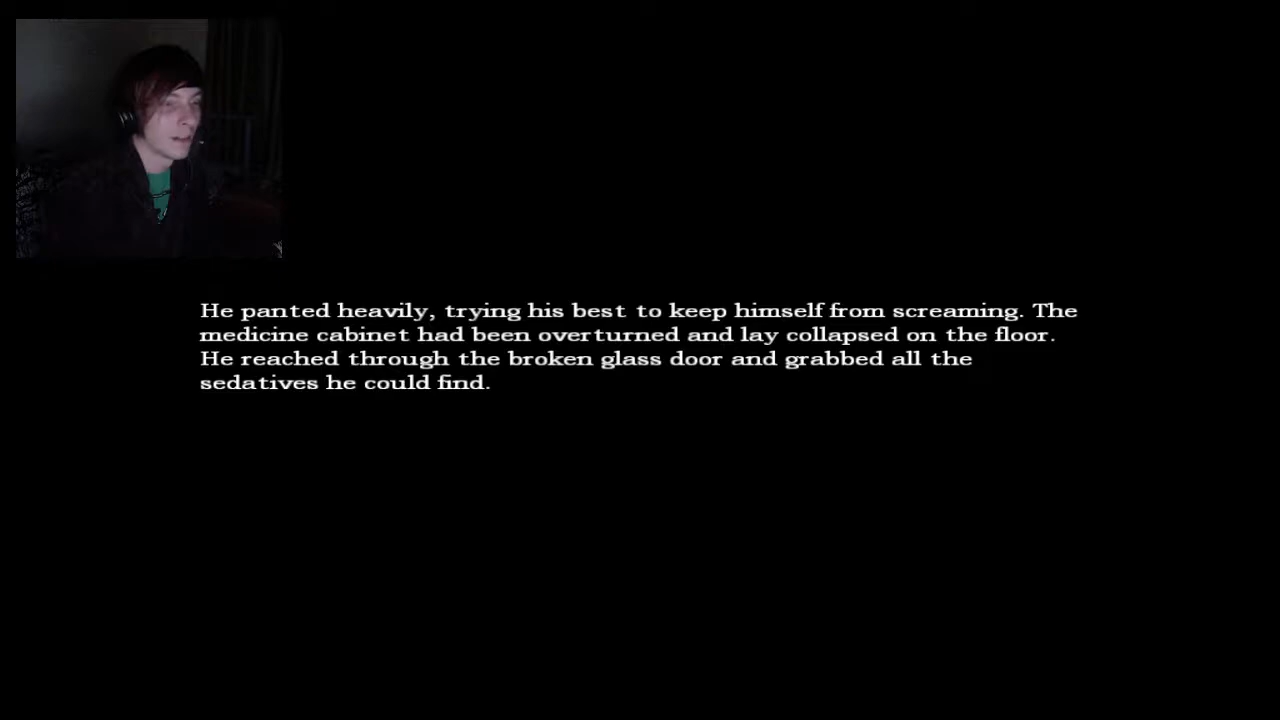 He panted heavily, trying his best to keep himself from screaming. The
medicine cabinet had been overturned and lay collapsed on the floor.
He reached through the broken glass door and grabbed all the
sedatives he could find.